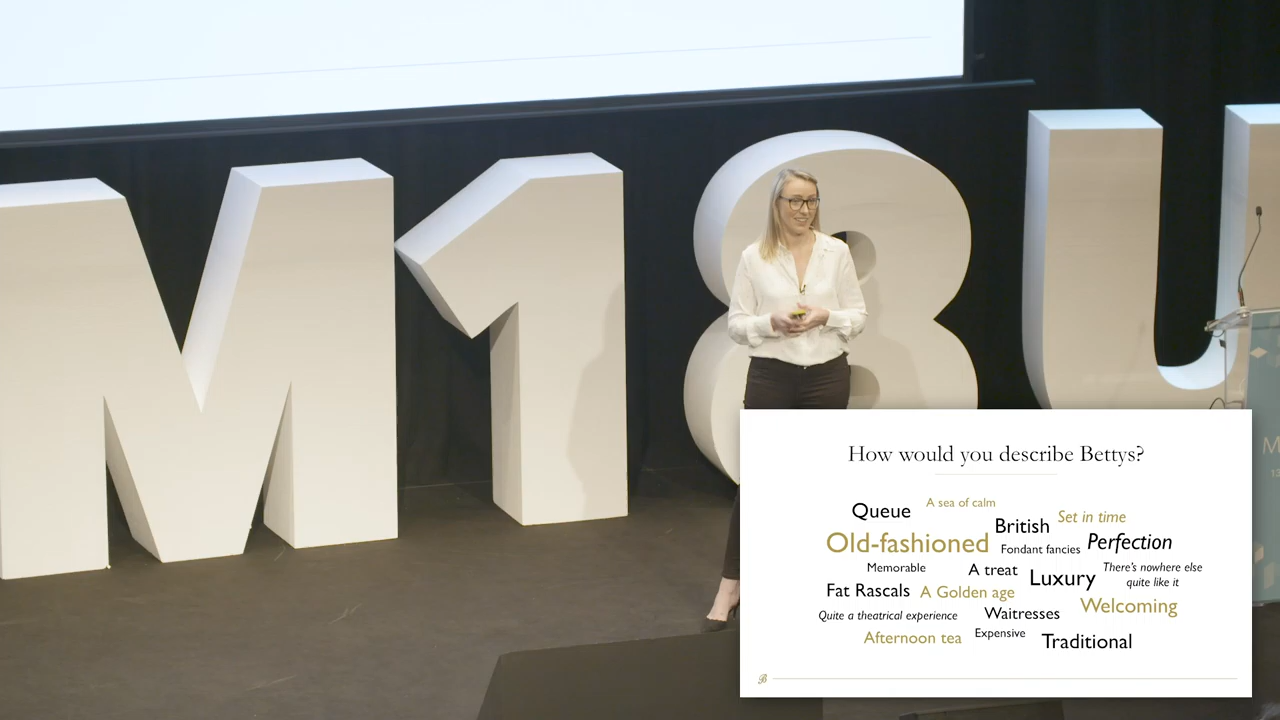 M18U
How would you describe Bettys?
Queue
A sea of calm
British
Set in time
Old-fashioned
Fondant fancies
Perfection
Memorable
A treat
Luxury
There's nowhere else
quite like it
Fat Rascals
A Golden age
Quite a theatrical experience
Waitresses
Welcoming
Afternoon tea
Expensive
Traditional
B